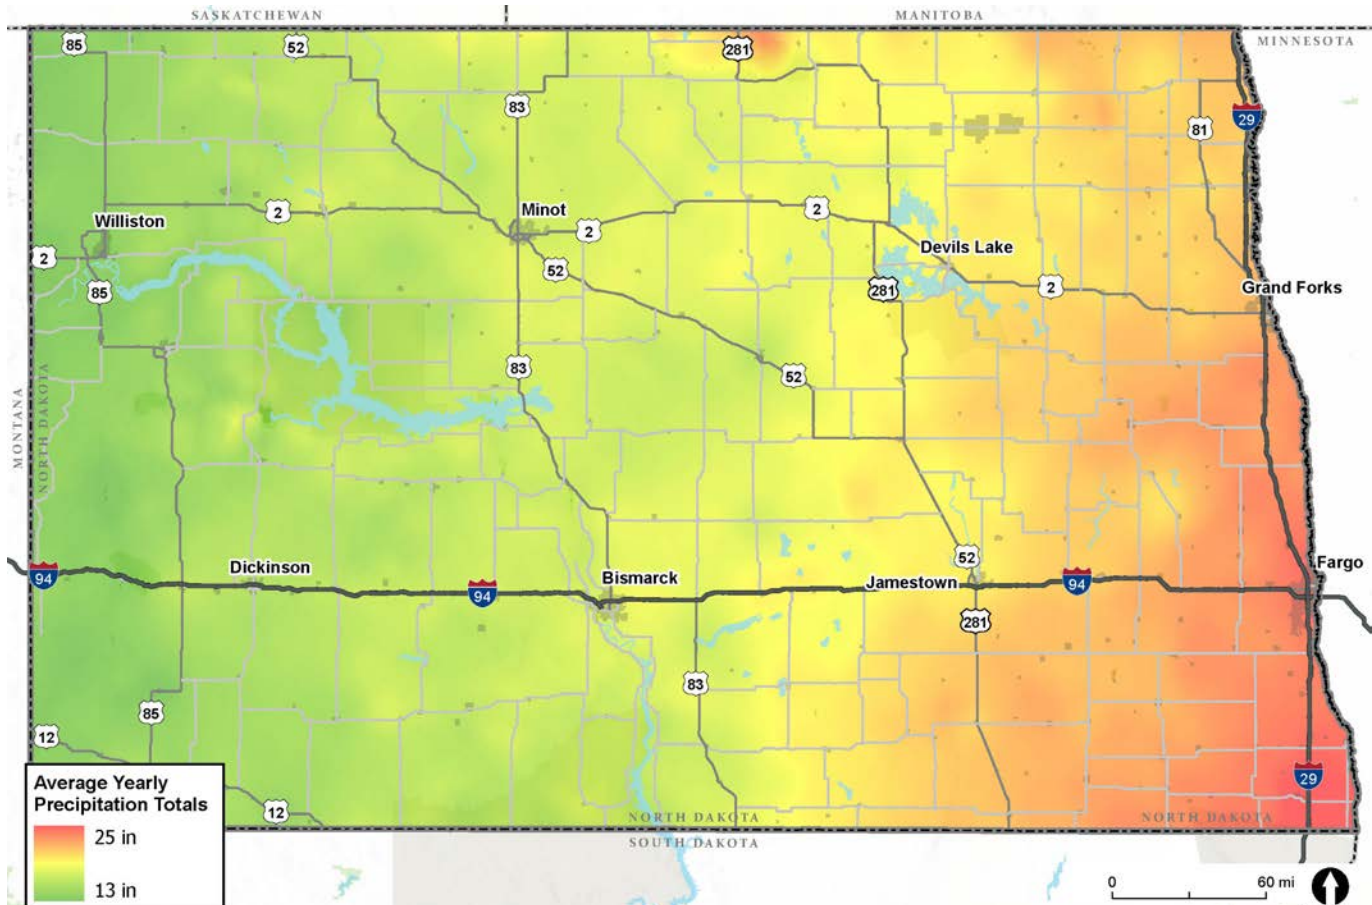 SASKATCHEWAN
MANITOBA
MINNESOTA
85
52
281
83
29
81
Williston
2
Minot
2
2
Devils Lake
2
52
85
281
2
Grand Forks
83
52
MONTANA
NORTH DAKOTA
94
Dickinson
94
Bismarck
Jamestown
52
94
Fargo
281
83
85
12
29
12
Average Yearly
Precipitation Totals
25 in
13 in
NORTH DAKOTA
SOUTH DAKOTA
NORTH DAKOTA
0
60 mi